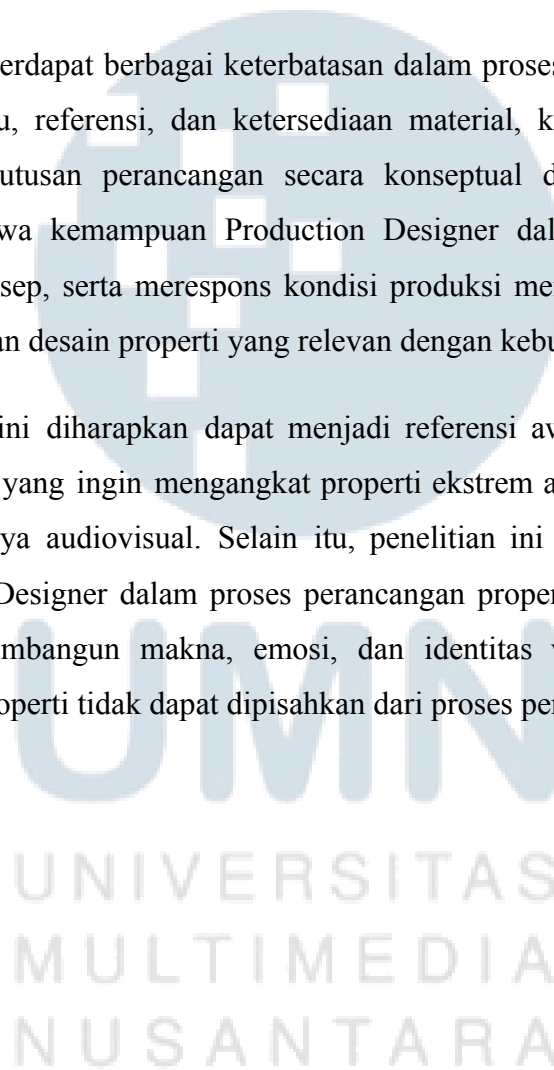 erdapat berbagai keterbatasan dalam proses
u, referensi, dan ketersediaan material, k
utusan perancangan secara konseptual d
wa kemampuan Production Designer dal
sep, serta merespons kondisi produksi me
an desain properti yang relevan dengan kebu
ini diharapkan dapat menjadi referensi aw
yang ingin mengangkat properti ekstrem a
ya audiovisual. Selain itu, penelitian ini
Designer dalam proses perancangan proper
mbangun makna, emosi, dan identitas v
operti tidak dapat dipisahkan dari proses per
UMN
UNIVERSITAS
MULTIMEDIA
NUSANTARA